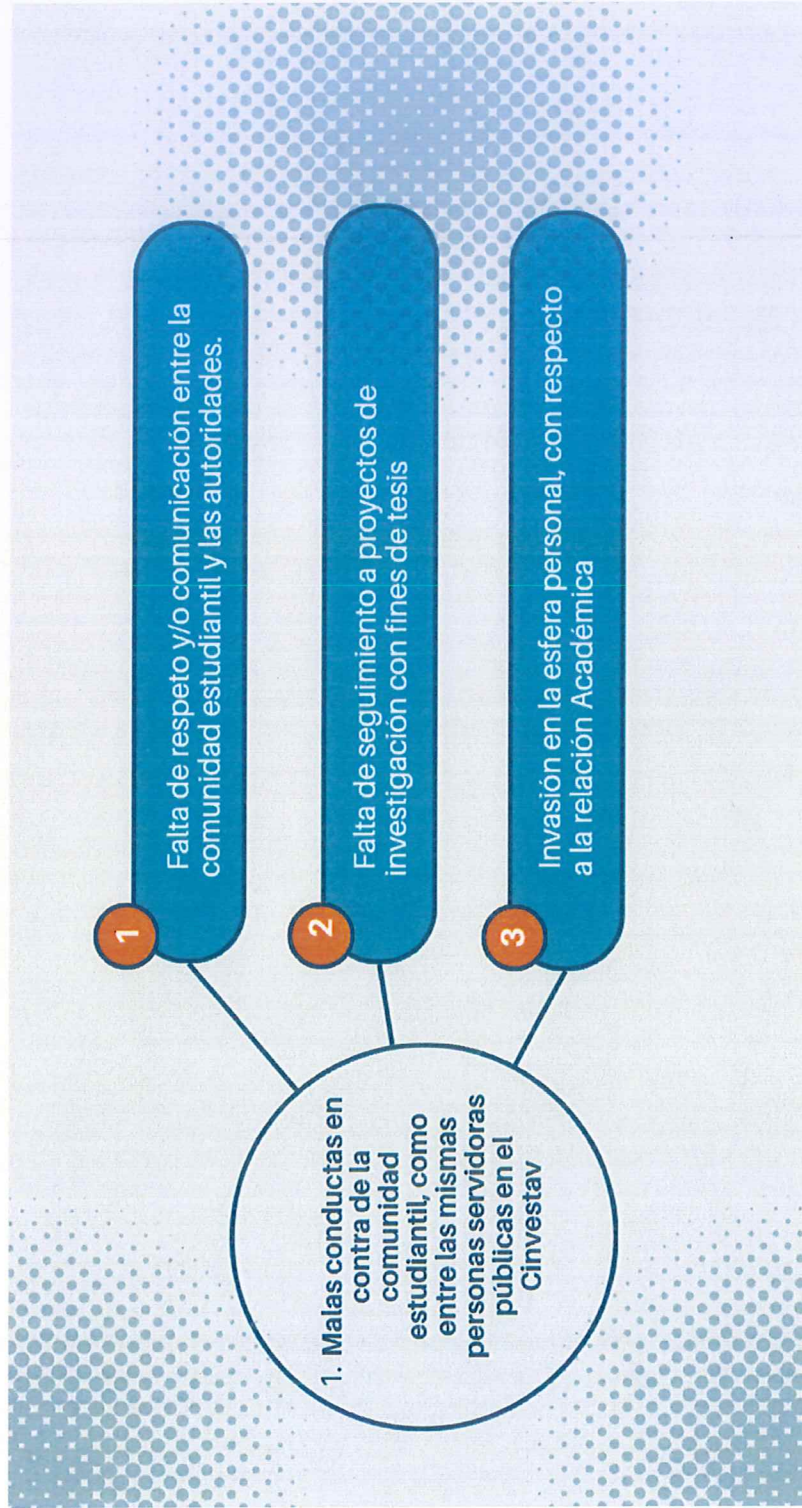 1. Malas conductas en
contra de la
comunidad
estudiantil, como
entre las mismas
personas servidoras
públicas en el
Cinvestav
1
Falta de respeto y/o comunicación entre la
comunidad estudiantil y las autoridades.
2
Falta de seguimiento a proyectos de
investigación con fines de tesis
3
Invasión en la esfera personal, con respecto
a la relación Académica